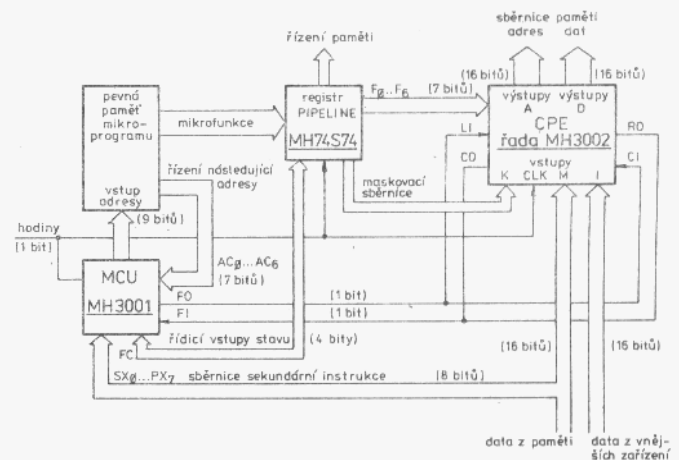 sběrnice pamětí
adres dat
řízení paměti
(16 bitů) (16 bitů)
pevná
paměť
mikro-
programu
vstup
adresy
mikrofunkce
registr
PIPELINE
MH74S74
F0...F6 (7 bitů)
výstupy výstupy
A D
CPE
řada MH3002
vstupy
K CLK M I
LI
CO
RO
CI
řízení následující
adresy
maskovací
sběrnice
hodiny
(1 bit)
(9 bitů)
MCU
MH3001
AC0...AC6
(7 bitů)
FO (1 bit)
FI (1 bit)
řídicí vstupy stavu (4 bity)
FC
(16 bitů) (16 bitů)
SX0...PX7 sběrnice sekundární instrukce (8 bitů)
data z paměti
data z vněj-
ších zařízení